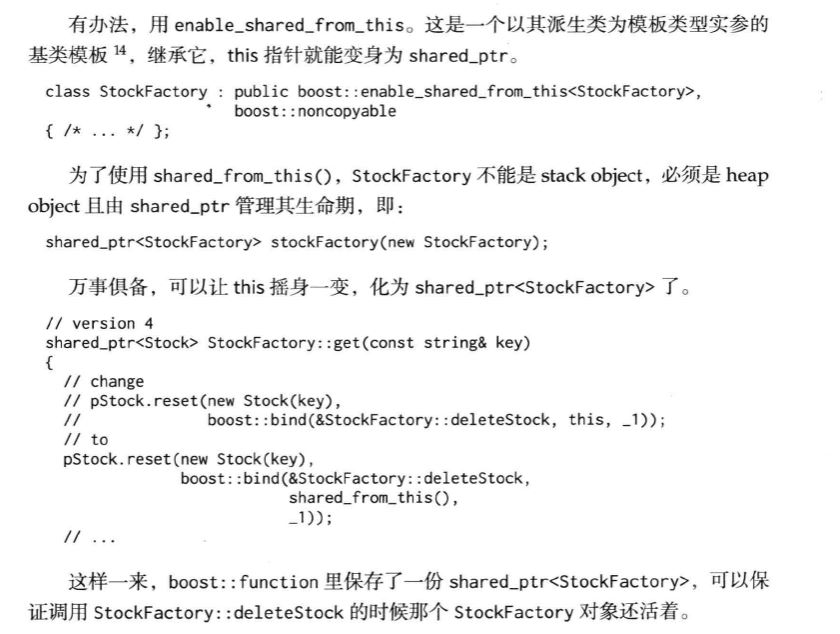 有办法，用 enable_shared_from_this。这是一个以其派生类为模板类型实参的
基类模板 14，继承它，this 指针就能变身为 shared_ptr。
class StockFactory : public boost::enable_shared_from_this<StockFactory>,
boost::noncopyable
{ /* ... */ };
为了使用 shared_from_this()，StockFactory 不能是 stack object，必须是 heap
object 且由 shared_ptr 管理其生命期，即：
shared_ptr<StockFactory> stockFactory(new StockFactory);
万事俱备，可以让 this 摇身一变，化为 shared_ptr<StockFactory> 了。
// version 4
shared_ptr<Stock> StockFactory::get(const string& key)
{
// change
// pStock.reset(new Stock(key),
// boost::bind(&StockFactory::deleteStock, this, _1));
// to
pStock.reset(new Stock(key),
boost::bind(&StockFactory::deleteStock,
shared_from_this(),
_1));
// ...
这样一来，boost::function 里保存了一份 shared_ptr<StockFactory>，可以保
证调用 StockFactory::deleteStock 的时候那个 StockFactory 对象还活着。